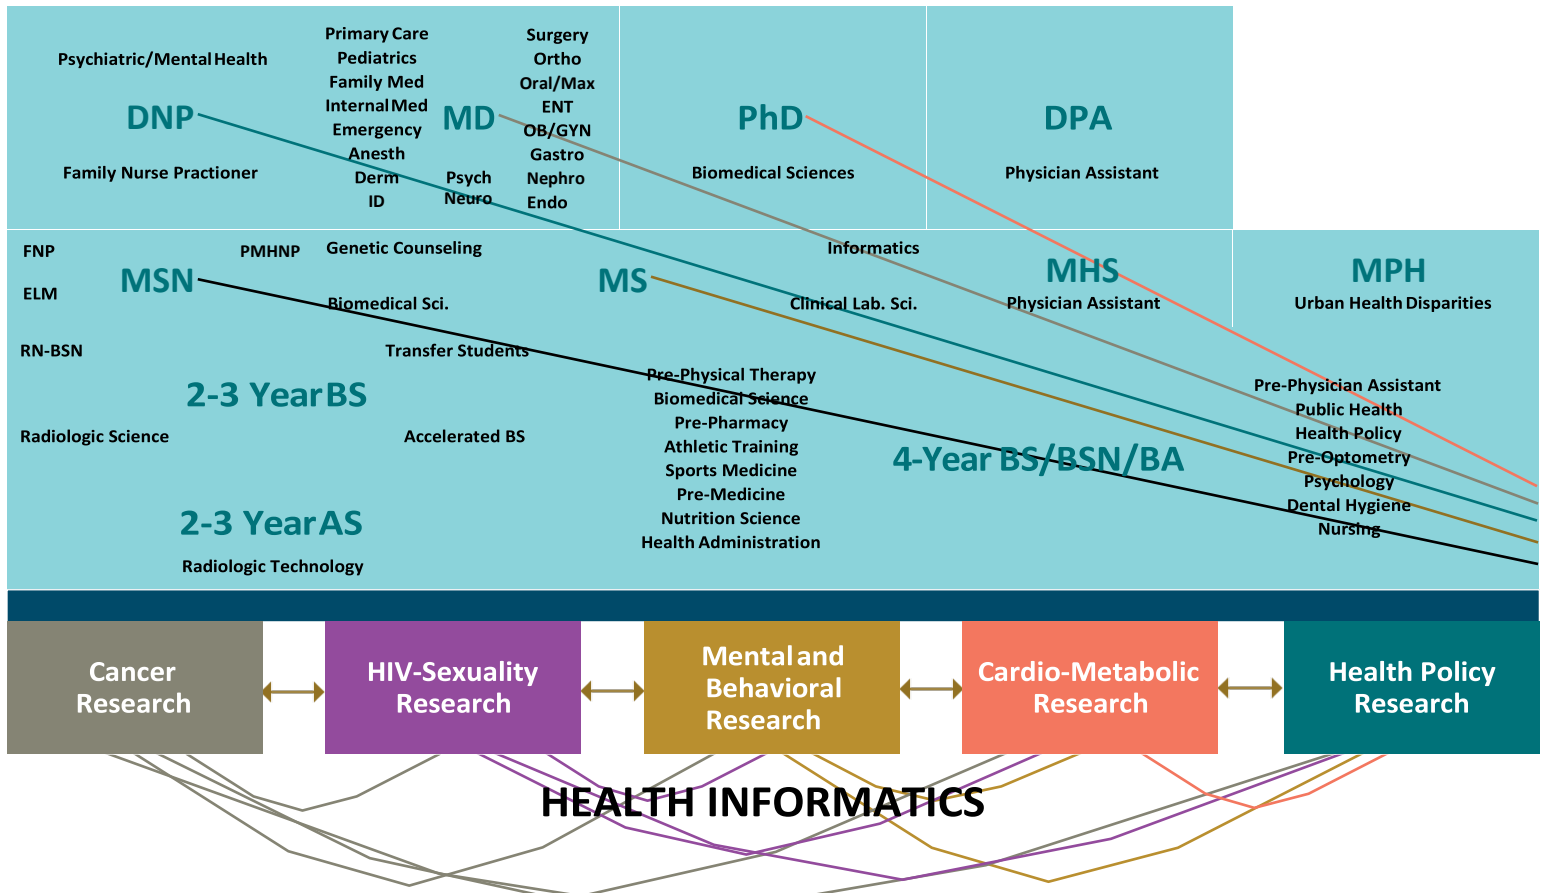 Psychiatric/Mental Health
DNP
Family Nurse Practioner
Primary Care
Pediatrics
Family Med
Internal Med
Emergency
Anesth
Derm
ID
MD
Psych
Neuro
Surgery
Ortho
Oral/Max
ENT
OB/GYN
Gastro
Nephro
Endo
PhD
Biomedical Sciences
DPA
Physician Assistant
FNP
PMHNP
ELM
MSN
Genetic Counseling
Biomedical Sci.
MS
Informatics
Clinical Lab. Sci.
MHS
Physician Assistant
MPH
Urban Health Disparities
RN-BSN
Transfer Students
2-3 Year BS
Radiologic Science
Accelerated BS
2-3 Year AS
Radiologic Technology
Pre-Physical Therapy
Biomedical Science
Pre-Pharmacy
Athletic Training
Sports Medicine
Pre-Medicine
Nutrition Science
Health Administration
4-Year BS/BSN/BA
Pre-Physician Assistant
Public Health
Health Policy
Pre-Optometry
Psychology
Dental Hygiene
Nursing
Cancer
Research
HIV-Sexuality
Research
Mental and
Behavioral
Research
Cardio-Metabolic
Research
Health Policy
Research
HEALTH INFORMATICS